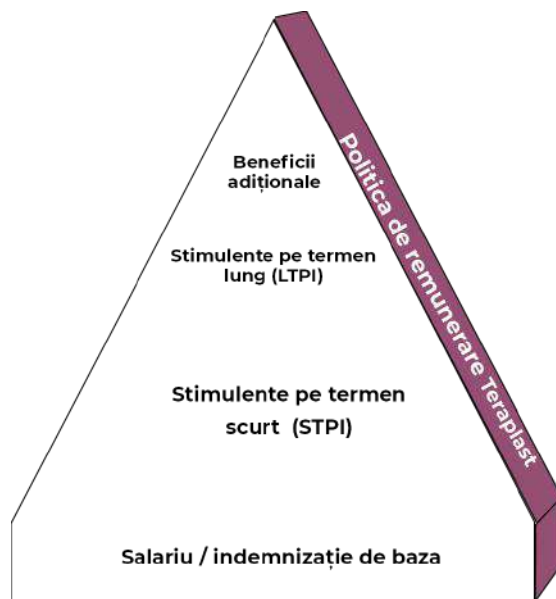 Beneficii
adiționale
Stimulente pe termen
lung (LTPI)
Stimulente pe termen
scurt (STPI)
Salariu / indemnizație de baza
Politica de remunerare Teraplast